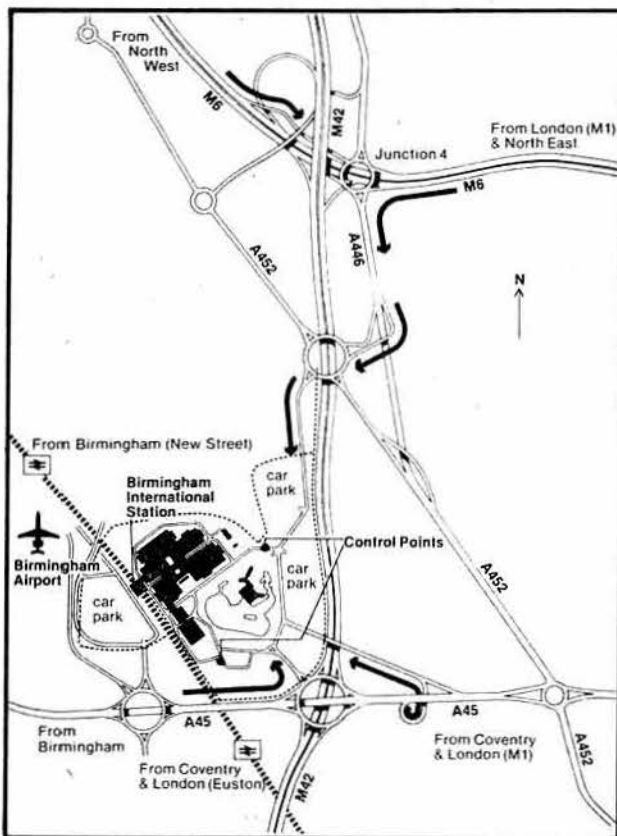 From
North
West
M6
M42
From London (M1)
& North East
Junction 4
M6
A446
A452
N
From Birmingham (New Street)
car
park
Birmingham
International
Station
Control Points
Birmingham
Airport
car
park
car
park
A452
A45
A45
From
Birmingham
From Coventry
& London (M1)
From Coventry
& London (Euston)
M42
A452